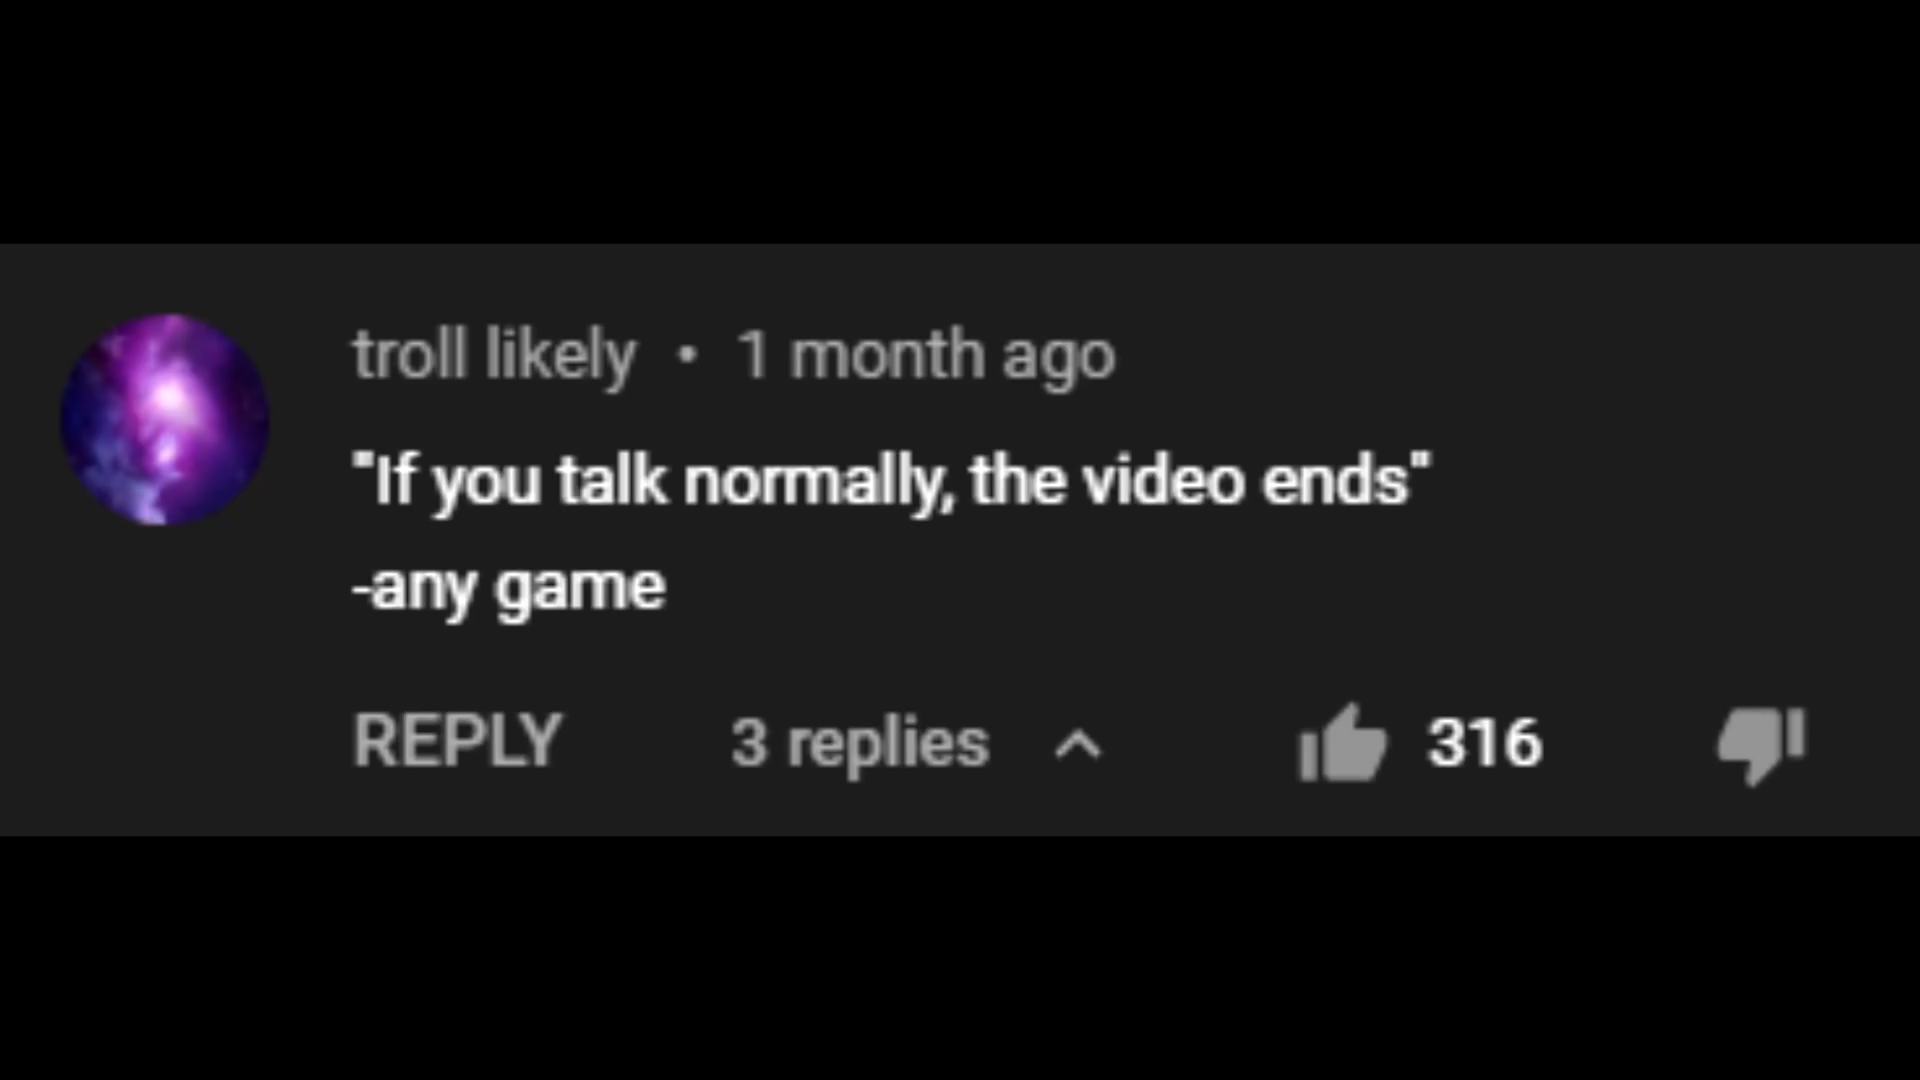 troll likely • 1 month ago
"If you talk normally, the video ends"
-any game
REPLY 3 replies 316